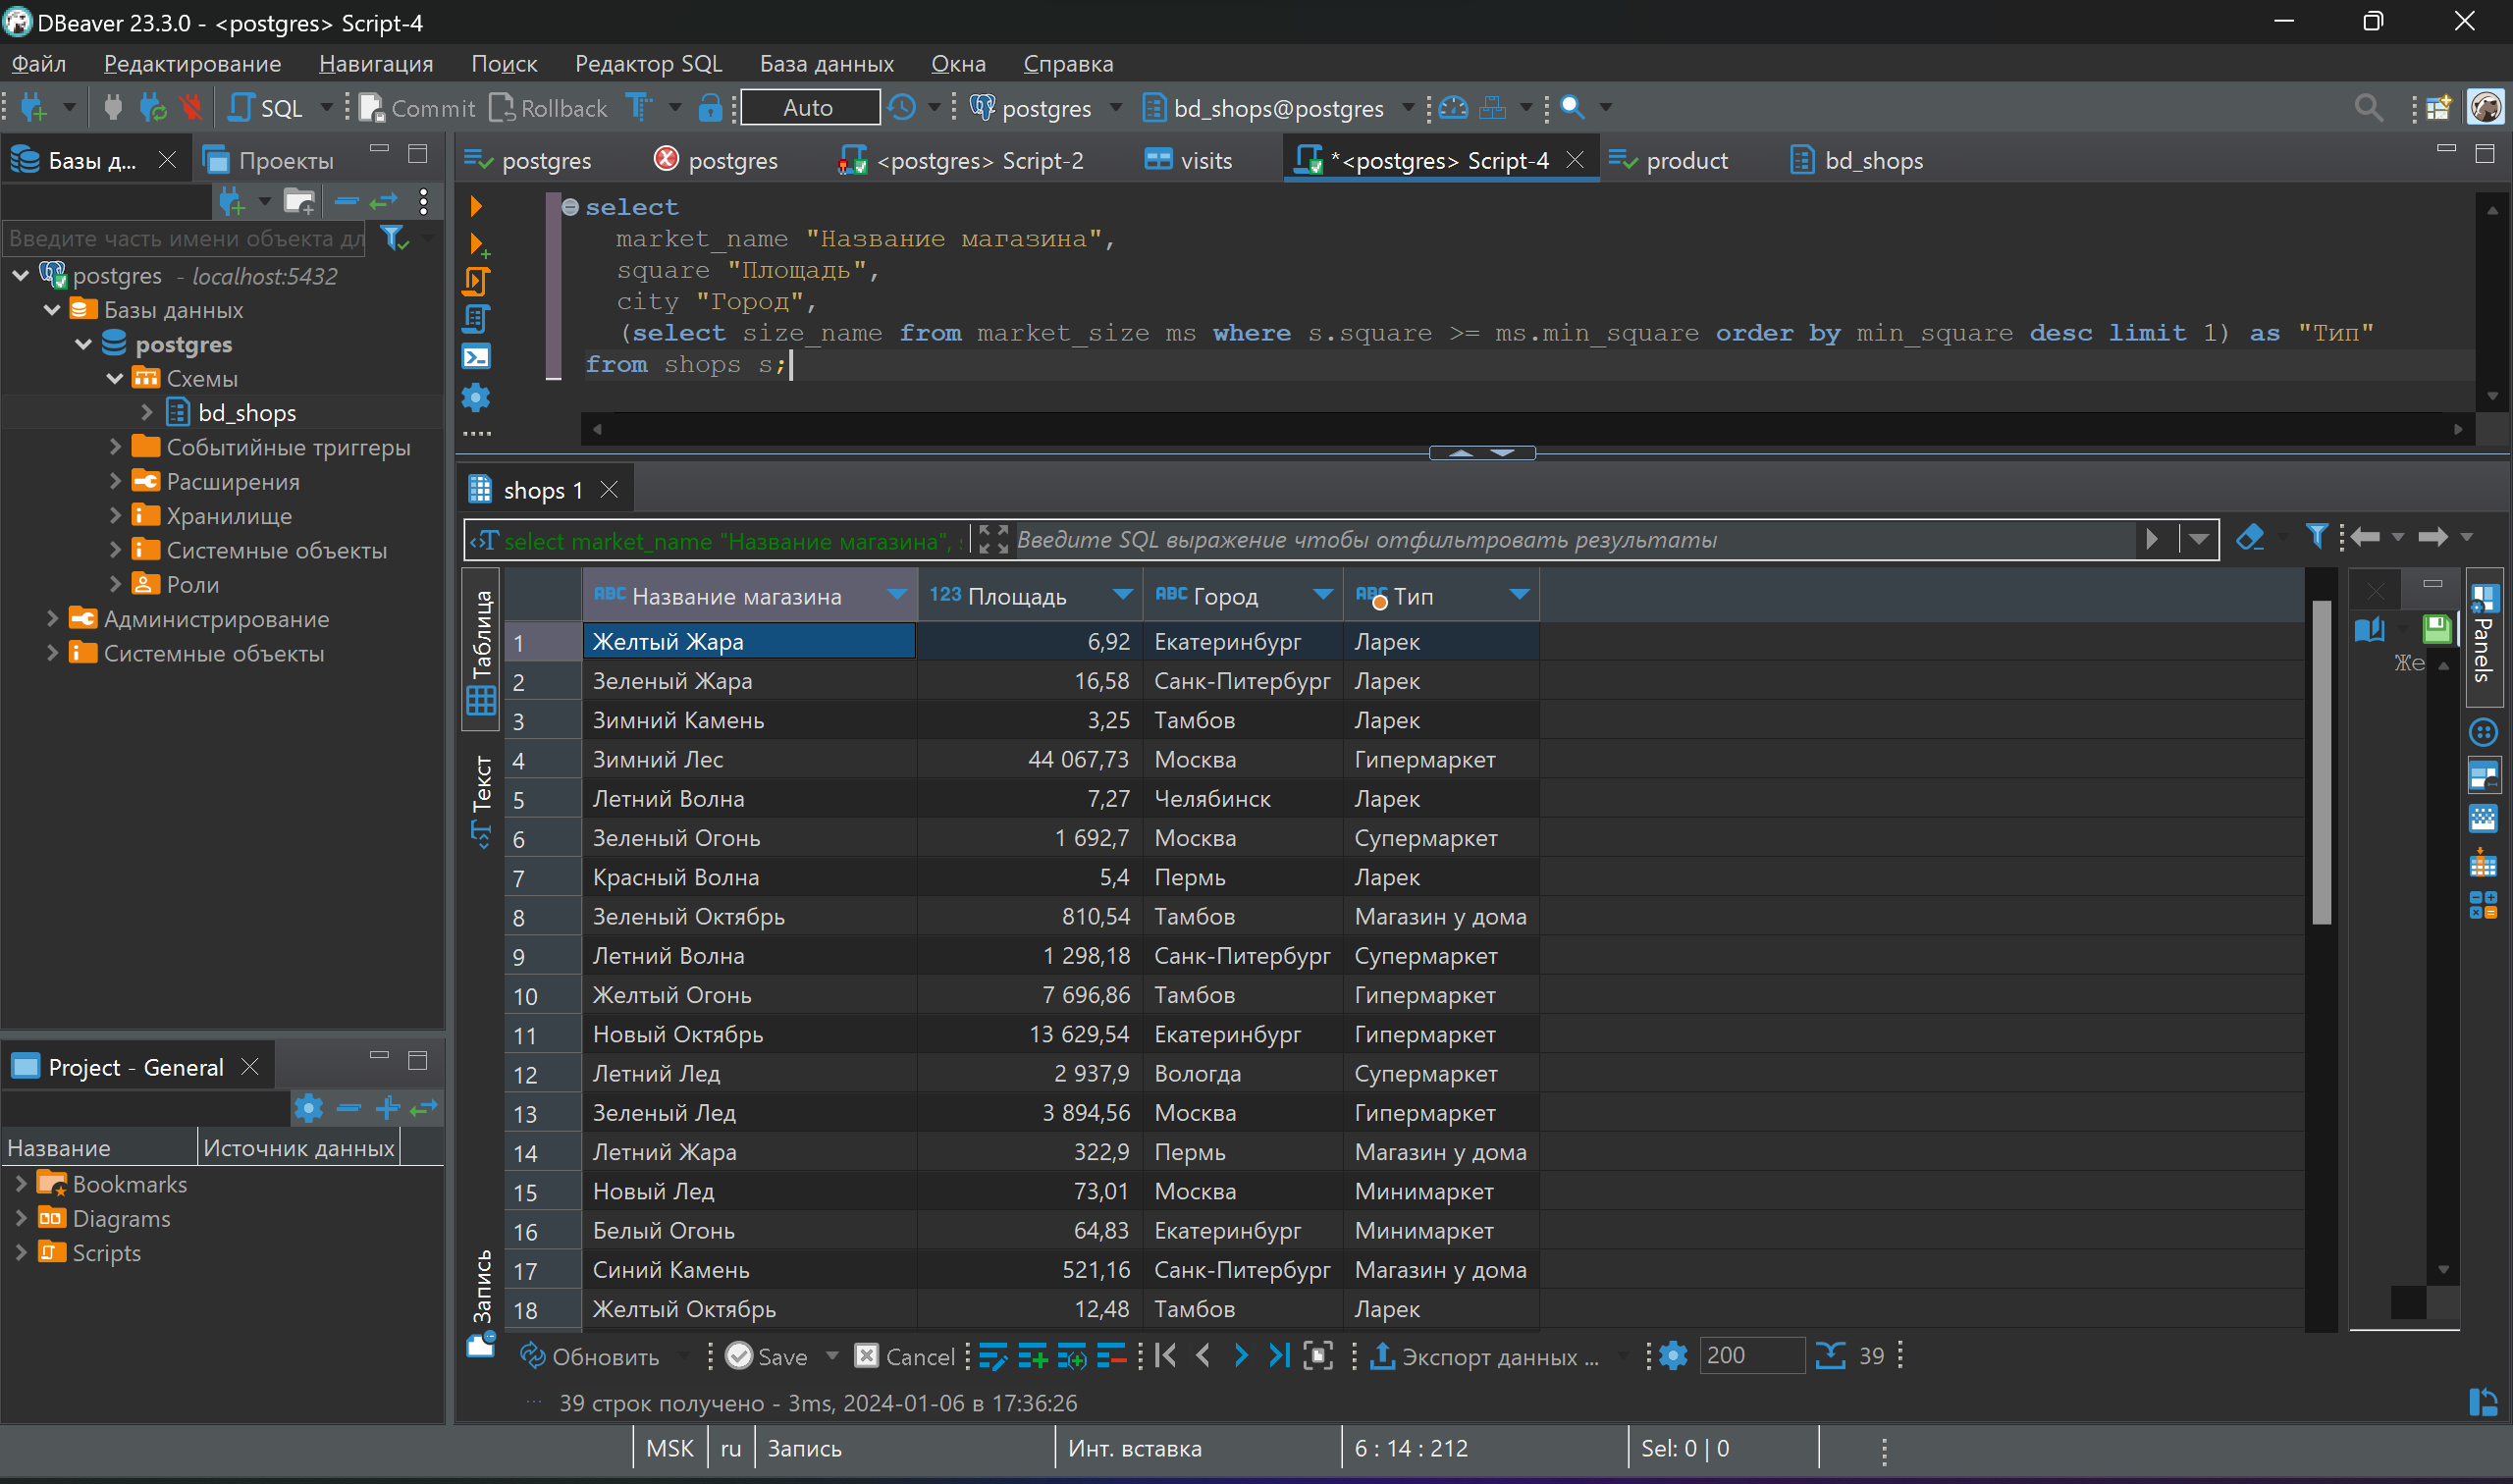 DBeaver 23.3.0 - <postgres> Script-4
Файл Редактирование Навигация Поиск Редактор SQL База данных Окна Справка
SQL Commit Rollback Auto postgres bd_shops@postgres
Базы д... Проекты
Введите часть имени объекта дл
postgres - localhost:5432
Базы данных
postgres
Схемы
bd_shops
Событийные триггеры
Расширения
Хранилище
Системные объекты
Роли
Администрирование
Системные объекты
Project - General
Название Источник данных
Bookmarks
Diagrams
Scripts
postgres postgres <postgres> Script-2 visits *<postgres> Script-4 product bd_shops
select
market_name "Название магазина",
square "Площадь",
city "Город",
(select size_name from market_size ms where s.square >= ms.min_square order by min_square desc limit 1) as "Тип"
from shops s;
shops 1
select market_name "Название магазина", Введите SQL выражение чтобы отфильтровать результаты
Таблица
Текст
Запись
Panels
Же
ABC Название магазина 123 Площадь ABC Город ABC Тип
1 Желтый Жара 6,92 Екатеринбург Ларек
2 Зеленый Жара 16,58 Санк-Питербург Ларек
3 Зимний Камень 3,25 Тамбов Ларек
4 Зимний Лес 44 067,73 Москва Гипермаркет
5 Летний Волна 7,27 Челябинск Ларек
6 Зеленый Огонь 1 692,7 Москва Супермаркет
7 Красный Волна 5,4 Пермь Ларек
8 Зеленый Октябрь 810,54 Тамбов Магазин у дома
9 Летний Волна 1 298,18 Санк-Питербург Супермаркет
10 Желтый Огонь 7 696,86 Тамбов Гипермаркет
11 Новый Октябрь 13 629,54 Екатеринбург Гипермаркет
12 Летний Лед 2 937,9 Вологда Супермаркет
13 Зеленый Лед 3 894,56 Москва Гипермаркет
14 Летний Жара 322,9 Пермь Магазин у дома
15 Новый Лед 73,01 Москва Минимаркет
16 Белый Огонь 64,83 Екатеринбург Минимаркет
17 Синий Камень 521,16 Санк-Питербург Магазин у дома
18 Желтый Октябрь 12,48 Тамбов Ларек
Обновить Save Cancel Экспорт данных ... 200 39
39 строк получено - 3ms, 2024-01-06 в 17:36:26
MSK ru Запись Инт. вставка 6 : 14 : 212 Sel: 0 | 0